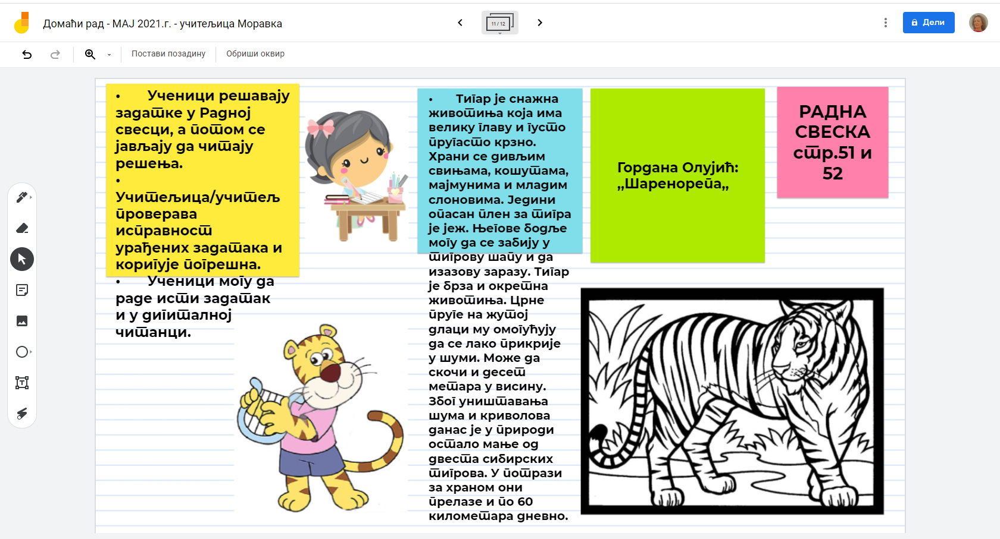 Домаћи рад - МАЈ 2021.г. - учитељица Моравка
11 / 12
Дели
Постави позадину
Обриши оквир
• Ученици решавају
задатке у Радној
свесци, а потом се
јављају да читају
решења.
•
Учитељица/учитељ
проверава
исправност
урађених задатака и
коригује погрешна.
• Ученици могу да
раде исти задатак
и у дигиталној
читанци.
• Тигар је снажна
животиња која има
велику главу и густо
пругасто крзно.
Храни се дивљим
свињама, кошутама,
мајмунима и младим
слоновима. Једини
опасан плен за тигра
је јеж. Његове бодље
могу да се забију у
тигрову шапу и да
изазову заразу. Тигар
је брза и окретна
животиња. Црне
пруге на жутој
длаци му омогућују
да се лако прикрије
у шуми. Може да
скочи и десет
метара у висину.
Због уништавања
шума и криволова
данас је у природи
остало мање од
двеста сибирских
тигрова. У потрази
за храном они
прелазе и по 60
километара дневно.
Гордана Олујић:
,,Шаренорепа,,
РАДНА
СВЕСКА
стр.51 и
52